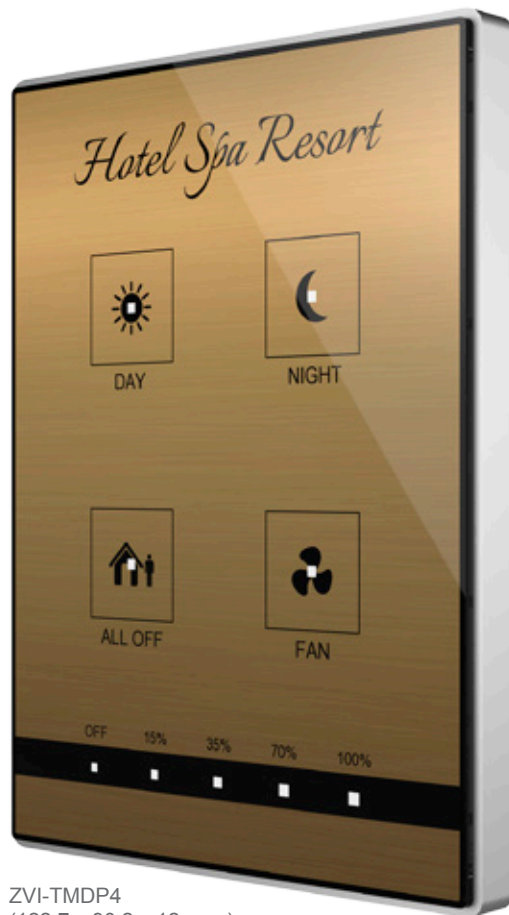 Hotel Spa Resort
DAY NIGHT
ALL OFF FAN
OFF 15% 35% 70% 100%
ZVI-TMDP4